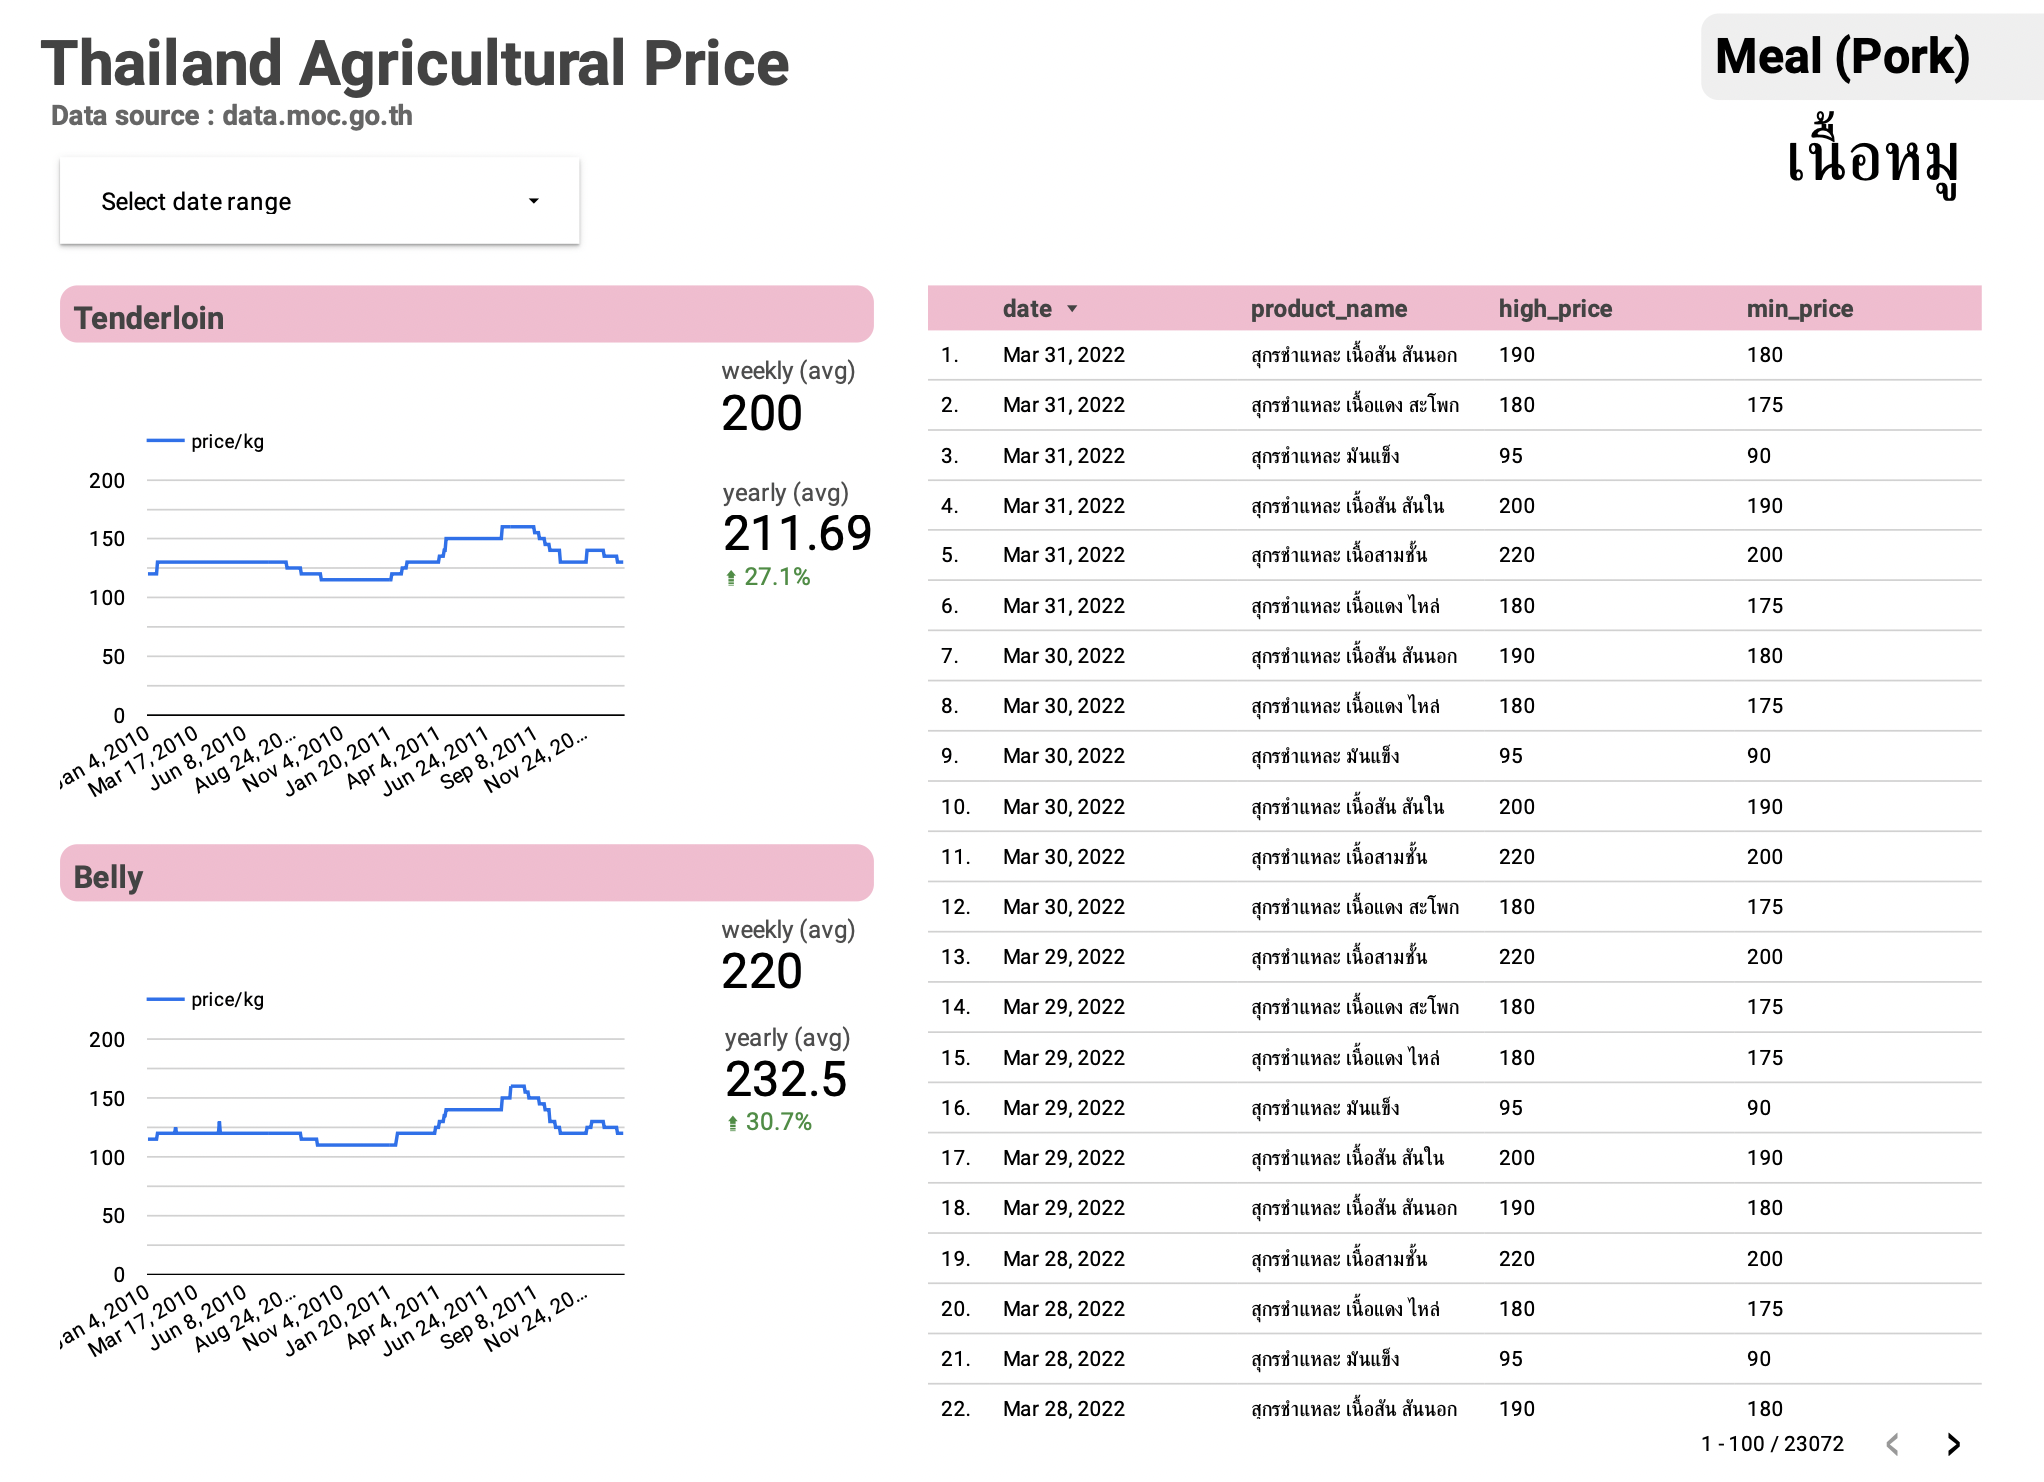 Thailand Agricultural Price
Data source : data.moc.go.th
Meal (Pork)
เนื้อหมู
Select date range
Tenderloin
weekly (avg)
200
yearly (avg)
211.69
27.1%
price/kg
200
150
100
50
0
Jan 4, 2010
Mar 17, 2010
Jun 8, 2010
Aug 24, 20...
Nov 4, 2010
Jan 20, 2011
Apr 4, 2011
Jun 24, 2011
Sep 8, 2011
Nov 24, 20...
Belly
weekly (avg)
220
yearly (avg)
232.5
30.7%
price/kg
200
150
100
50
0
Jan 4, 2010
Mar 17, 2010
Jun 8, 2010
Aug 24, 20...
Nov 4, 2010
Jan 20, 2011
Apr 4, 2011
Jun 24, 2011
Sep 8, 2011
Nov 24, 20...
date product_name high_price min_price
1. Mar 31, 2022 สุกรชำแหละ เนื้อสัน สันนอก 190 180
2. Mar 31, 2022 สุกรชำแหละ เนื้อแดง สะโพก 180 175
3. Mar 31, 2022 สุกรชำแหละ มันแข็ง 95 90
4. Mar 31, 2022 สุกรชำแหละ เนื้อสัน สันใน 200 190
5. Mar 31, 2022 สุกรชำแหละ เนื้อสามชั้น 220 200
6. Mar 31, 2022 สุกรชำแหละ เนื้อแดง ไหล่ 180 175
7. Mar 30, 2022 สุกรชำแหละ เนื้อสัน สันนอก 190 180
8. Mar 30, 2022 สุกรชำแหละ เนื้อแดง ไหล่ 180 175
9. Mar 30, 2022 สุกรชำแหละ มันแข็ง 95 90
10. Mar 30, 2022 สุกรชำแหละ เนื้อสัน สันใน 200 190
11. Mar 30, 2022 สุกรชำแหละ เนื้อสามชั้น 220 200
12. Mar 30, 2022 สุกรชำแหละ เนื้อแดง สะโพก 180 175
13. Mar 29, 2022 สุกรชำแหละ เนื้อสามชั้น 220 200
14. Mar 29, 2022 สุกรชำแหละ เนื้อแดง สะโพก 180 175
15. Mar 29, 2022 สุกรชำแหละ เนื้อแดง ไหล่ 180 175
16. Mar 29, 2022 สุกรชำแหละ มันแข็ง 95 90
17. Mar 29, 2022 สุกรชำแหละ เนื้อสัน สันใน 200 190
18. Mar 29, 2022 สุกรชำแหละ เนื้อสัน สันนอก 190 180
19. Mar 28, 2022 สุกรชำแหละ เนื้อสามชั้น 220 200
20. Mar 28, 2022 สุกรชำแหละ เนื้อแดง ไหล่ 180 175
21. Mar 28, 2022 สุกรชำแหละ มันแข็ง 95 90
22. Mar 28, 2022 สุกรชำแหละ เนื้อสัน สันนอก 190 180
1 - 100 / 23072